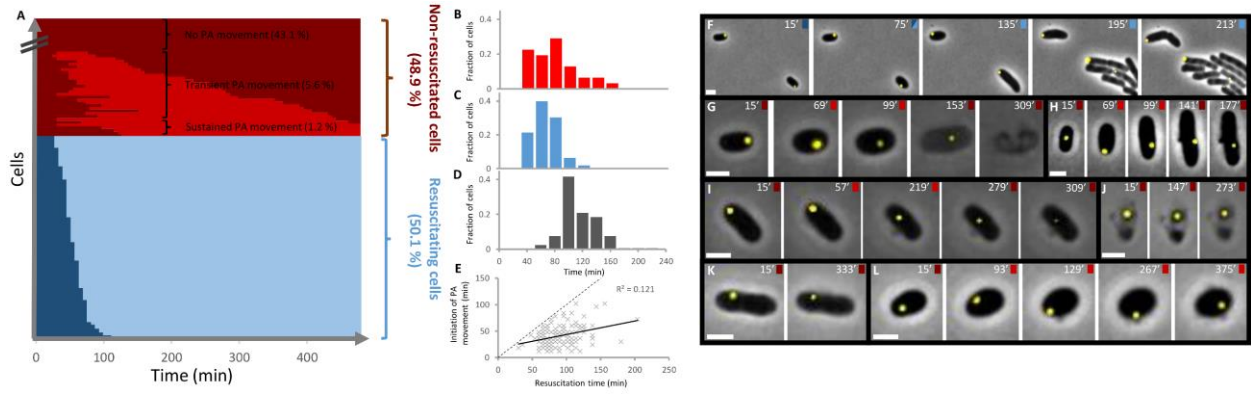 A
Cells
No PA movement (43.1 %)
Transient PA movement (5.6 %)
Sustained PA movement (1.2 %)
0 100 200 300 400
Time (min)
Non-resuscitated cells
(48.9 %)
Resuscitating cells
(50.1 %)
B
Fraction of cells
0.4
0.2
0
C
Fraction of cells
0.4
0.2
0
D
Fraction of cells
0.4
0.2
0
0 40 80 120 160 200 240
Time (min)
E
Initiation of PA
movement (min)
150
100
50
0
R² = 0.121
0 50 100 150 200 250
Resuscitation time (min)
F 15′ 75′ 135′ 195′ 213′
G 15′ 69′ 99′ 153′ 309′
H 15′ 69′ 99′ 141′ 177′
I 15′ 57′ 219′ 279′ 309′
J 15′ 147′ 273′
K 15′ 333′
L 15′ 93′ 129′ 267′ 375′